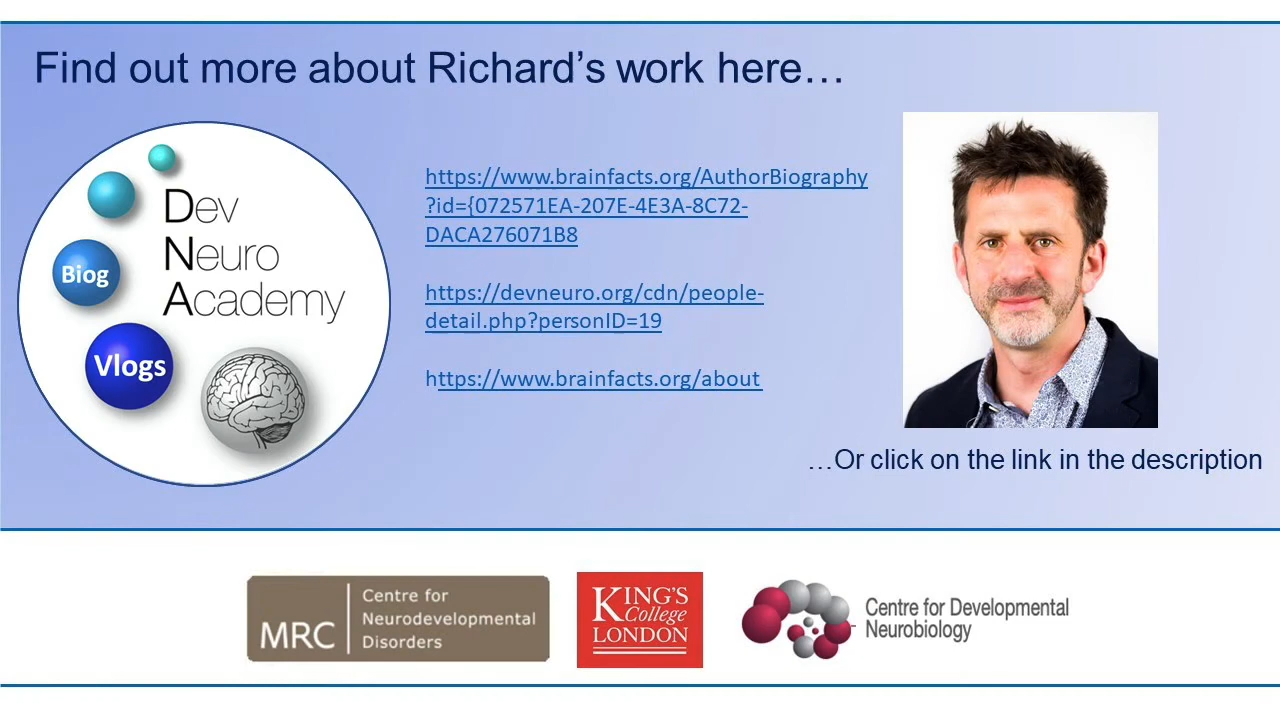 Find out more about Richard’s work here…
Dev
Neuro
Academy
Biog
Vlogs
https://www.brainfacts.org/AuthorBiography
?id={072571EA-207E-4E3A-8C72-
DACA276071B8
https://devneuro.org/cdn/people-
detail.php?personID=19
https://www.brainfacts.org/about
…Or click on the link in the description
MRC
Centre for
Neurodevelopmental
Disorders
KING'S
College
LONDON
Centre for Developmental
Neurobiology